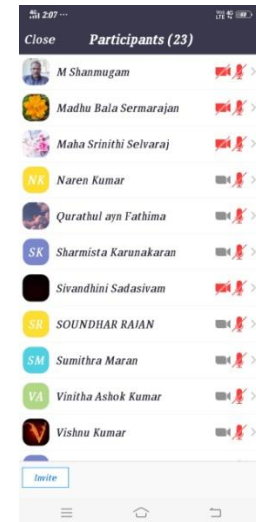 4G 2:07 ...
Close Participants (23)
M Shanmugam
Madhu Bala Sermarajan
Maha Srinithi Selvaraj
NK Naren Kumar
Qurathul ayn Fathima
SK Sharmista Karunakaran
Sivandhini Sadasivam
SR SOUNDHAR RAJAN
SM Sumithra Maran
VA Vinitha Ashok Kumar
V Vishnu Kumar
Invite